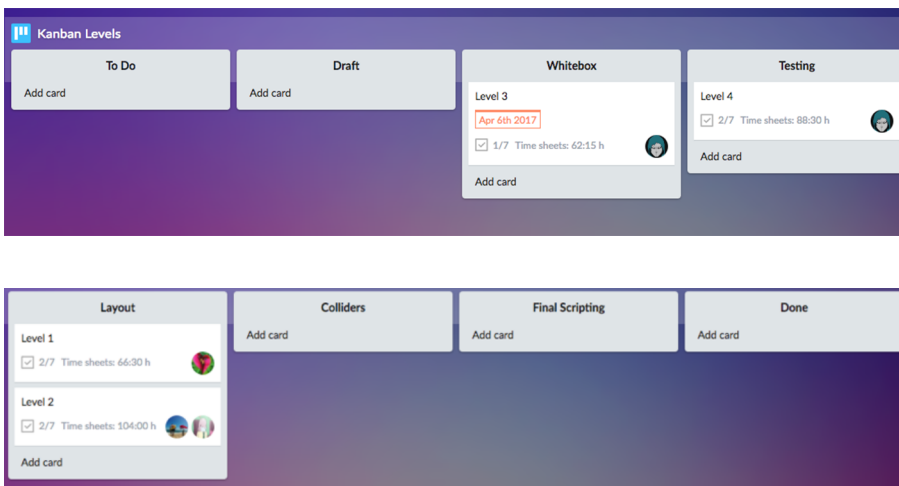 Kanban Levels
To Do
Add card
Draft
Add card
Whitebox
Level 3
Apr 6th 2017
1/7 Time sheets: 62:15 h
Add card
Testing
Level 4
2/7 Time sheets: 88:30 h
Add card
Layout
Level 1
2/7 Time sheets: 66:30 h
Level 2
2/7 Time sheets: 104:00 h
Add card
Colliders
Add card
Final Scripting
Add card
Done
Add card